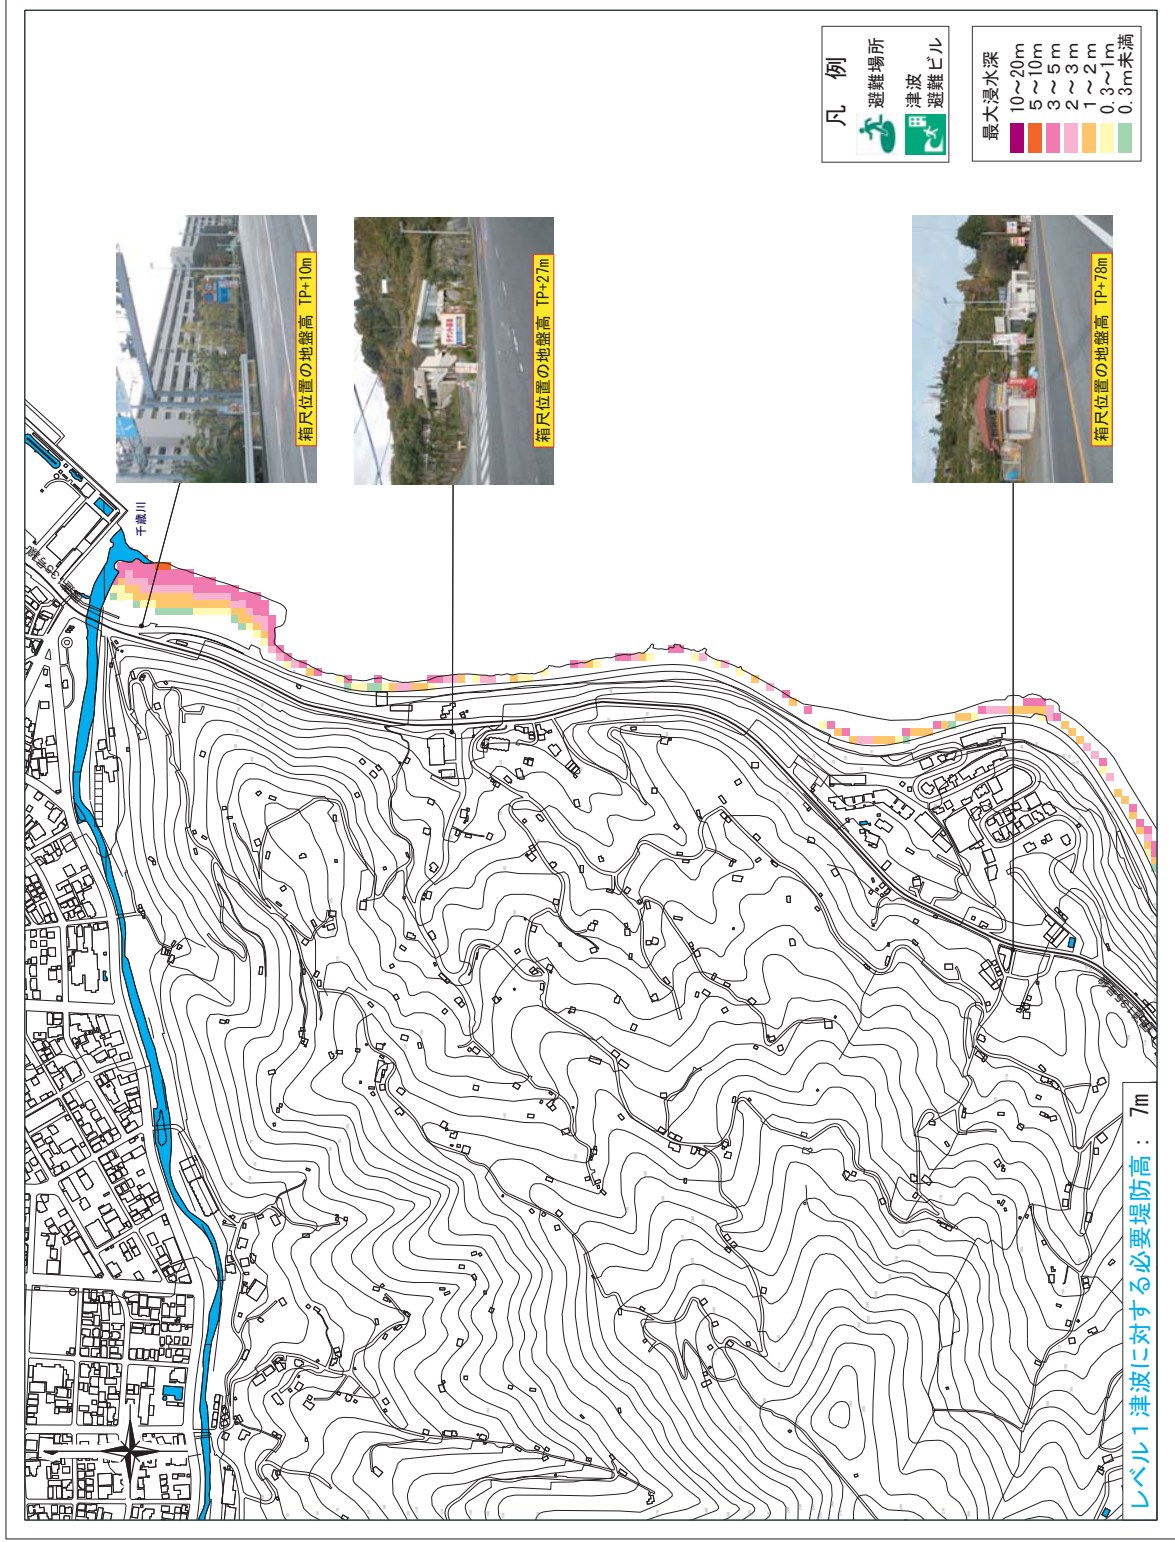 凡 例
避難場所
津波
避難ビル
最大浸水深
10～20m
5～10m
3～5m
2～3m
1～2m
0.3～1m
0.3m未満
箱尺位置の地盤高 TP+10m
箱尺位置の地盤高 TP+27m
箱尺位置の地盤高 TP+78m
千歳川
レベル1津波に対する必要堤防高： 7m